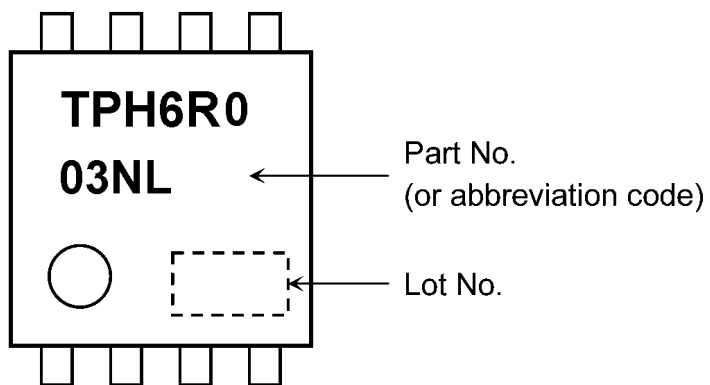 TPH6R0
03NL
Part No.
(or abbreviation code)
Lot No.